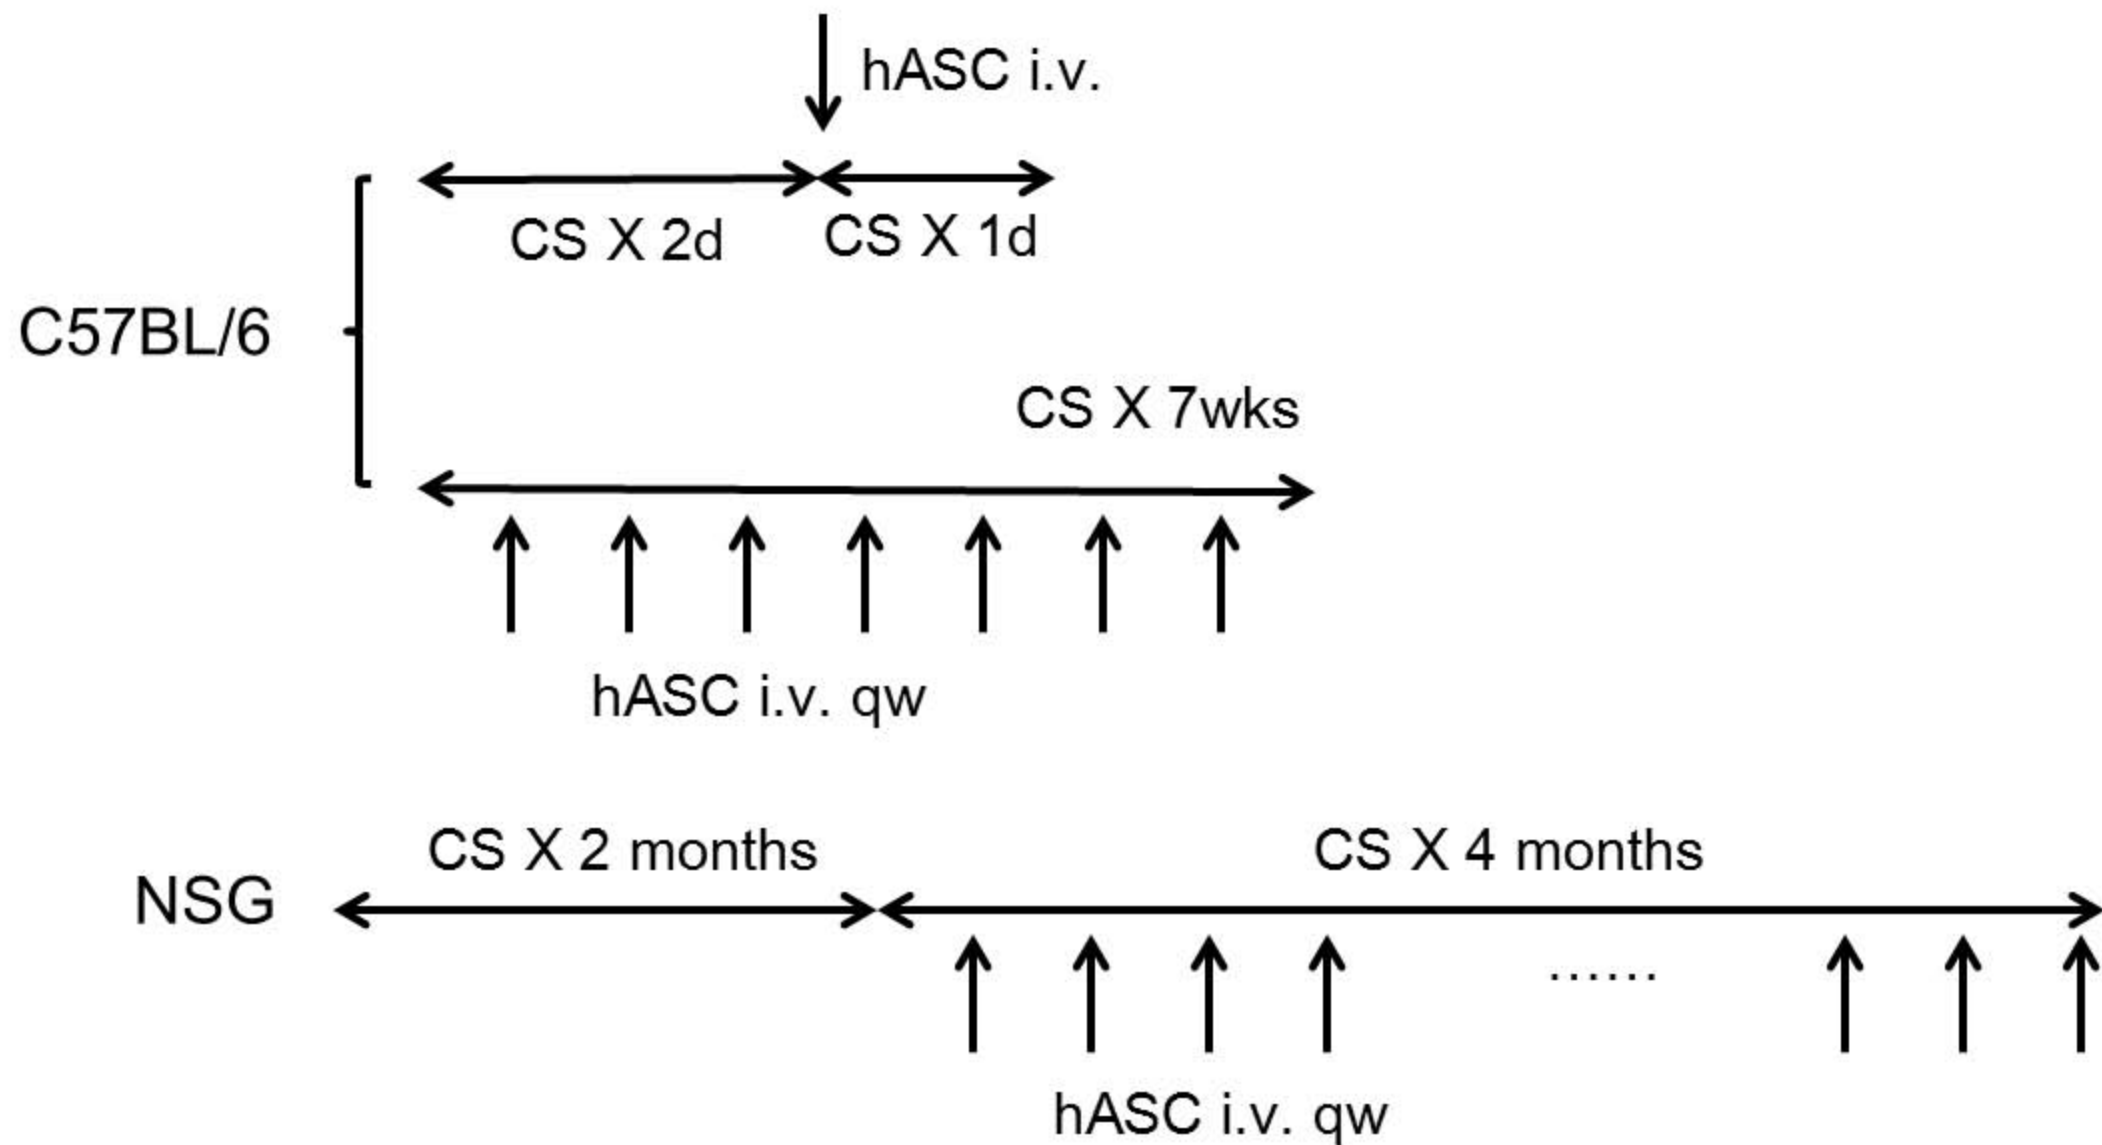 hASC i.v.
CS X 2d
CS X 1d
C57BL/6
CS X 7wks
hASC i.v. qw
CS X 2 months
CS X 4 months
NSG
......
hASC i.v. qw